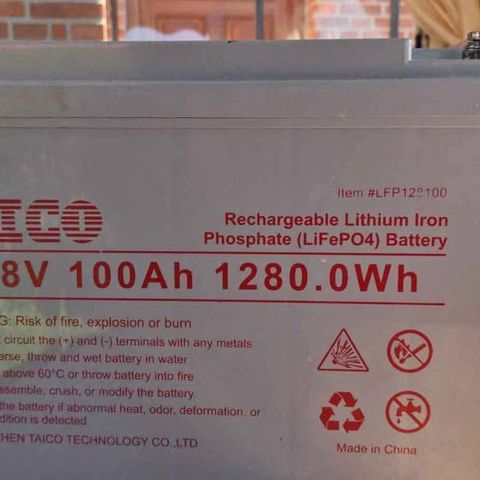 ICO
Item #LFP128100
Rechargeable Lithium Iron
Phosphate (LiFePO4) Battery
8V 100Ah 1280.0Wh
G: Risk of fire, explosion or burn
circuit the (+) and (-) terminals with any metals
erse, throw and wet battery in water
above 60°C or throw battery into fire
assemble, crush, or modify the battery.
the battery if abnormal heat, odor, deformation, or
dition is detected.
HEN TAICO TECHNOLOGY CO.,LTD
Made in China